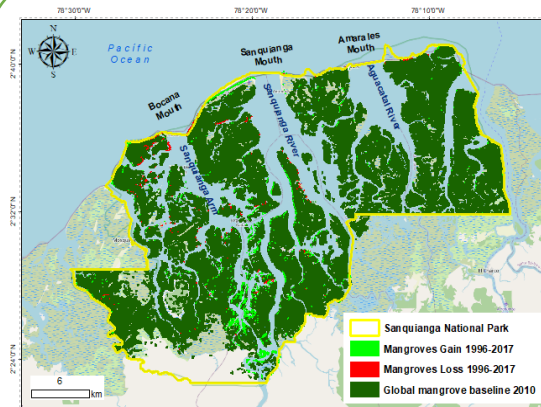 78°30'0"W 78°20'0"W 78°10'0"W
N
W E
S
Pacific
Ocean
Sanquianga
Mouth
Amarales
Mouth
Bocana
Mouth
2°40'0"N
2°32'0"N
2°24'0"N
Sanquianga River
Aguacatal River
Sanquianga Arm
Mosquera
6
km
Sanquianga National Park
Mangroves Gain 1996-2017
Mangroves Loss 1996-2017
Global mangrove baseline 2010